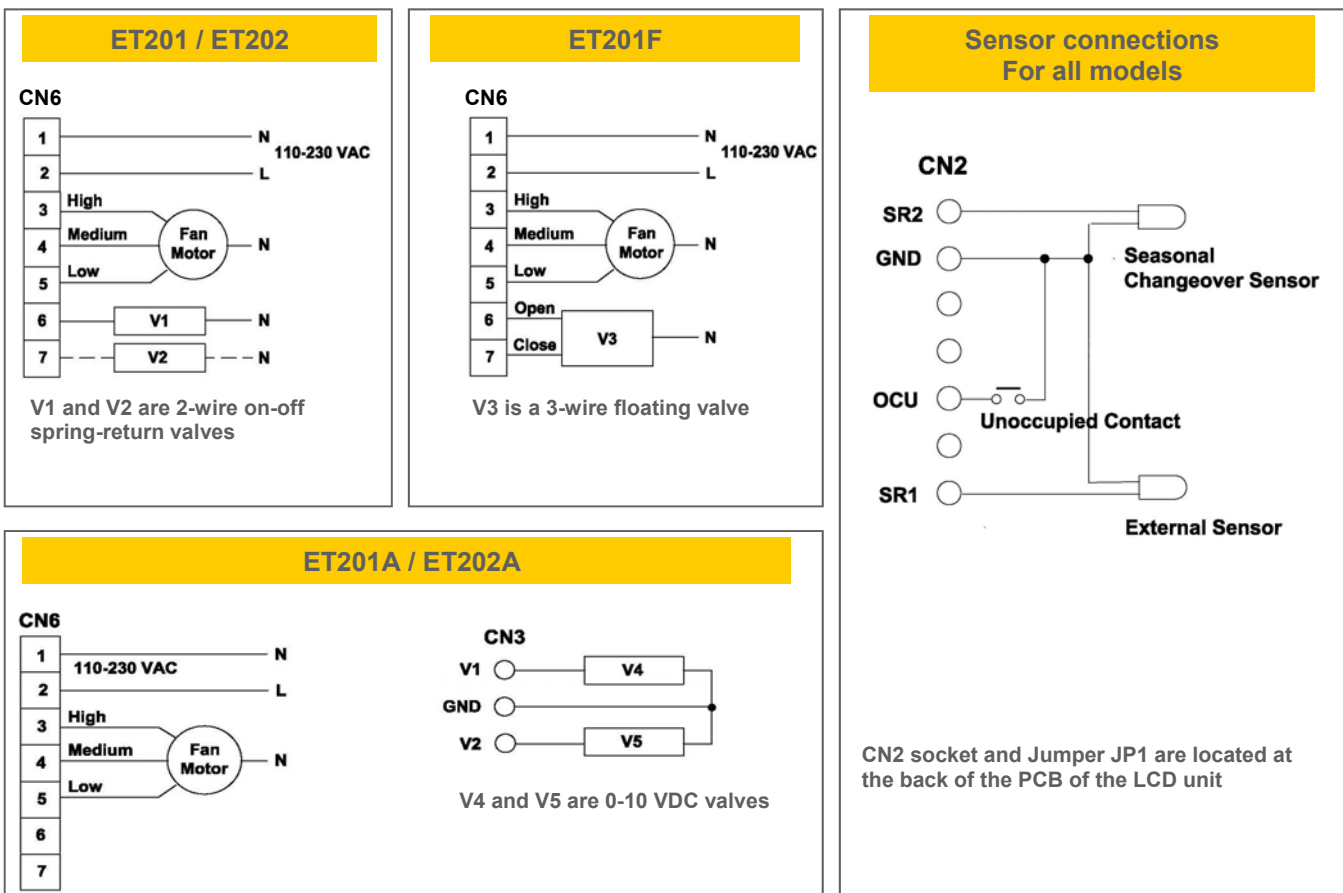 ET201 / ET202
CN6
1
N
110-230 VAC
2
L
3
High
4
Medium
Fan
Motor
N
5
Low
6
V1
N
7
V2
N
V1 and V2 are 2-wire on-off
spring-return valves
ET201F
CN6
1
N
110-230 VAC
2
L
3
High
4
Medium
Fan
Motor
N
5
Low
6
Open
7
Close
V3
N
V3 is a 3-wire floating valve
Sensor connections
For all models
CN2
SR2
GND
Seasonal
Changeover Sensor
OCU
Unoccupied Contact
SR1
External Sensor
CN2 socket and Jumper JP1 are located at
the back of the PCB of the LCD unit
ET201A / ET202A
CN6
1
110-230 VAC
N
2
L
3
High
4
Medium
Fan
Motor
N
5
Low
6
7
CN3
V1
V4
GND
V2
V5
V4 and V5 are 0-10 VDC valves